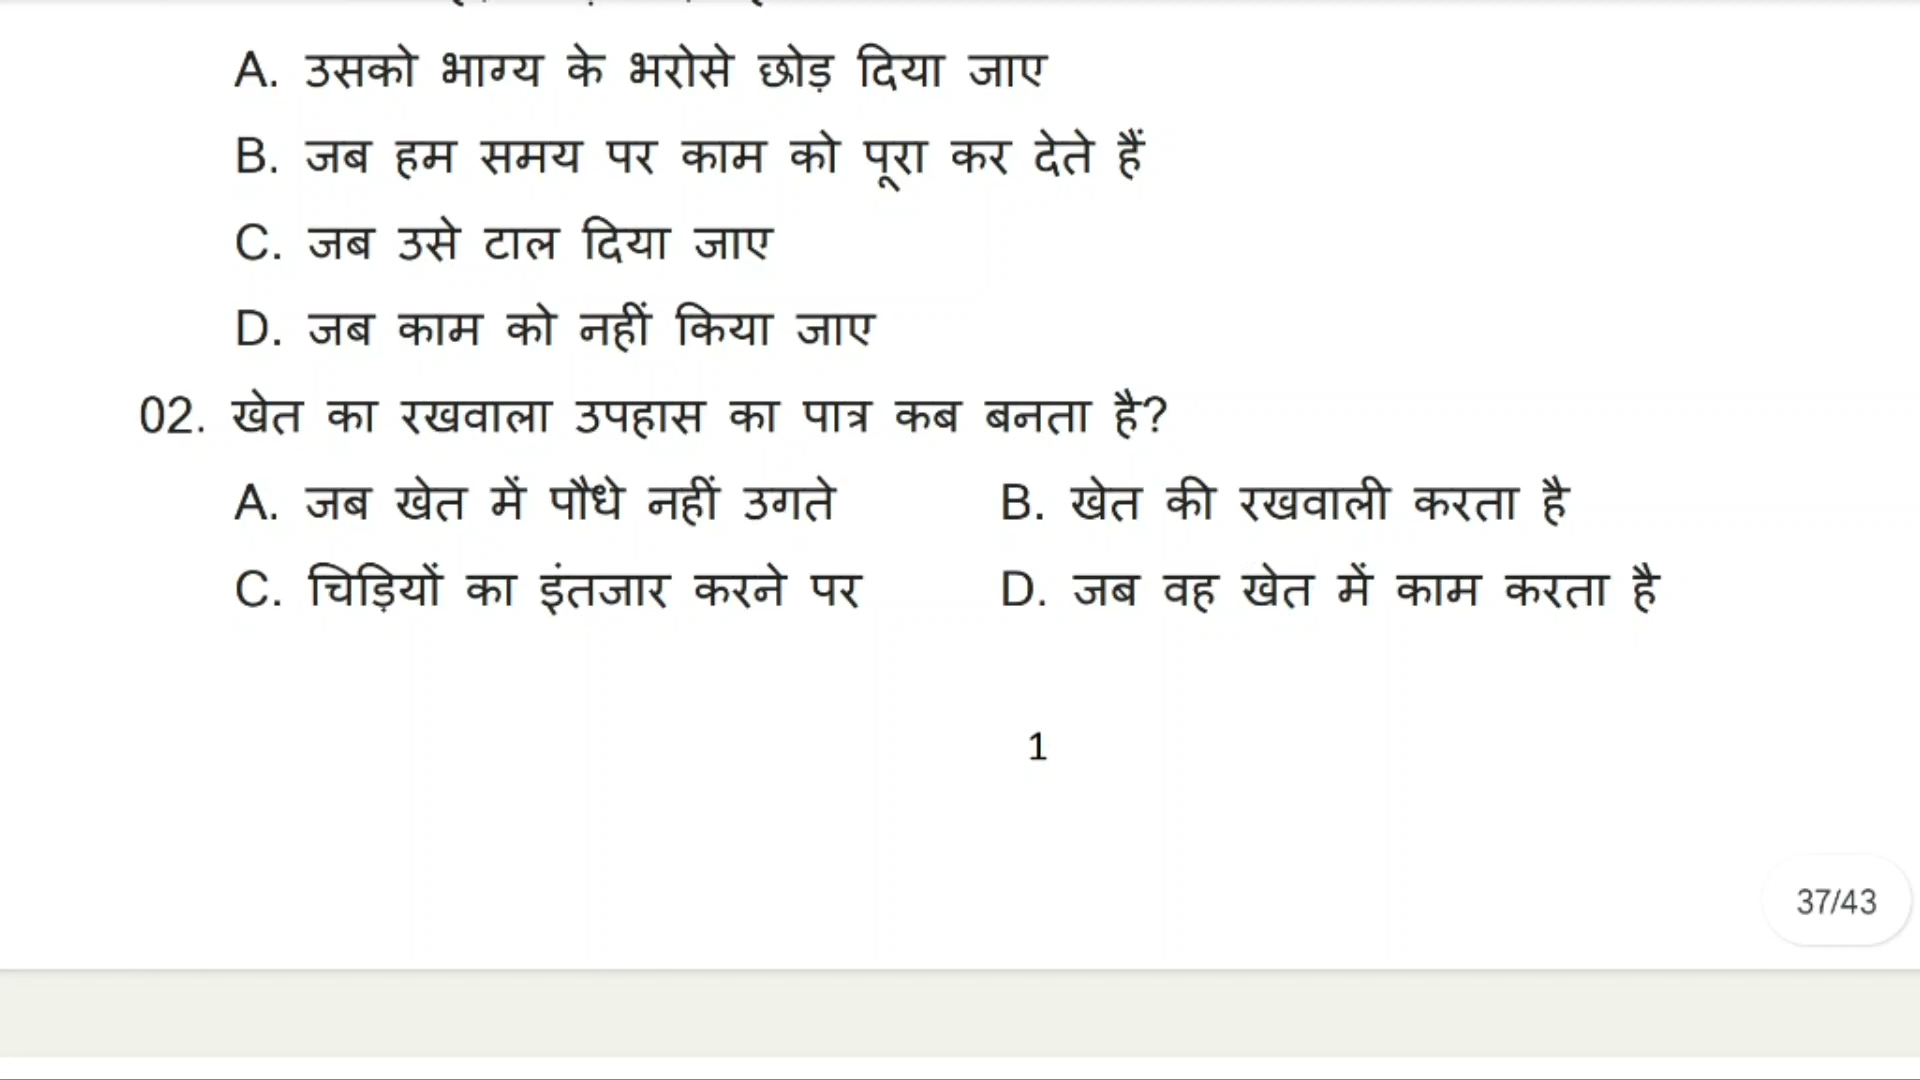 A. उसको भाग्य के भरोसे छोड़ दिया जाए
B. जब हम समय पर काम को पूरा कर देते हैं
C. जब उसे टाल दिया जाए
D. जब काम को नहीं किया जाए
02. खेत का रखवाला उपहास का पात्र कब बनता है?
A. जब खेत में पौधे नहीं उगते B. खेत की रखवाली करता है
C. चिड़ियों का इंतजार करने पर D. जब वह खेत में काम करता है
1
37/43